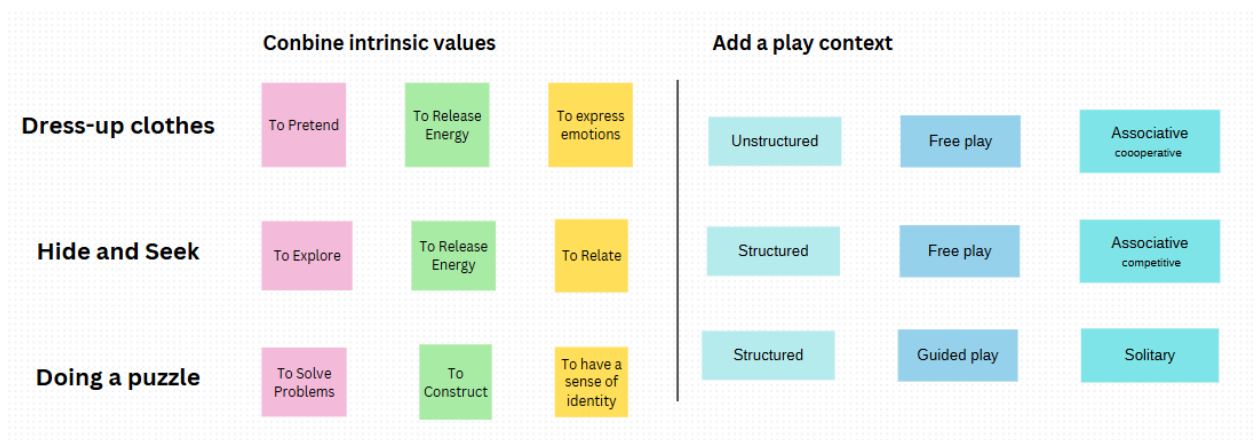 Conbine intrinsic values
Add a play context
Dress-up clothes
To Pretend
To Release
Energy
To express
emotions
Unstructured
Free play
Associative
coooperative
Hide and Seek
To Explore
To Release
Energy
To Relate
Structured
Free play
Associative
competitive
Doing a puzzle
To Solve
Problems
To
Construct
To have a
sense of
identity
Structured
Guided play
Solitary